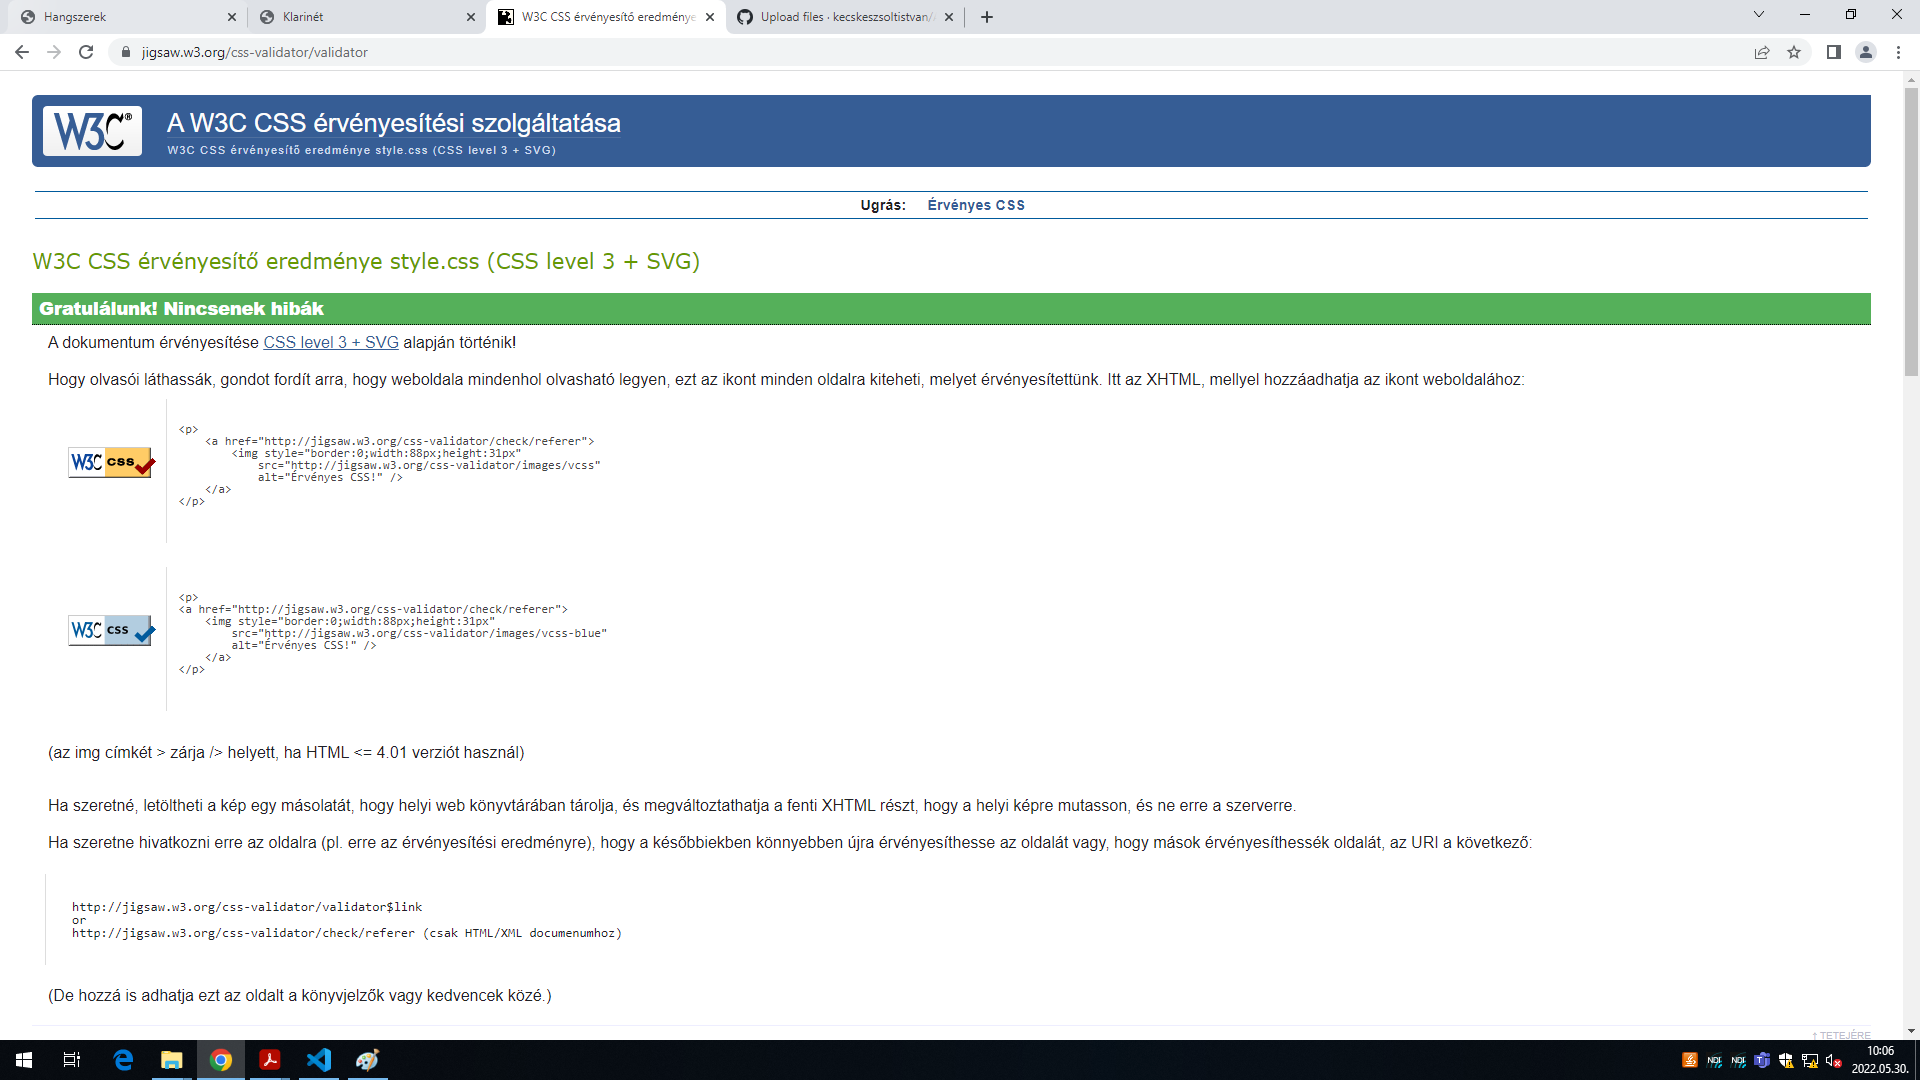 Hangszerek
Klarinét
W3C CSS érvényesítő eredménye
Upload files · kecskeszsoltistvan/
jigsaw.w3.org/css-validator/validator
W3C®
A W3C CSS érvényesítési szolgáltatása
W3C CSS érvényesítő eredménye style.css (CSS level 3 + SVG)
Ugrás: Érvényes CSS
W3C CSS érvényesítő eredménye style.css (CSS level 3 + SVG)
Gratulálunk! Nincsenek hibák
A dokumentum érvényesítése CSS level 3 + SVG alapján történik!
Hogy olvasói láthassák, gondot fordít arra, hogy weboldala mindenhol olvasható legyen, ezt az ikont minden oldalra kiteheti, melyet érvényesítettünk. Itt az XHTML, mellyel hozzáadhatja az ikont weboldalához:
W3C CSS
<p>
<a href="http://jigsaw.w3.org/css-validator/check/referer">
<img style="border:0;width:88px;height:31px"
src="http://jigsaw.w3.org/css-validator/images/vcss"
alt="Érvényes CSS!" />
</a>
</p>
W3C CSS
<p>
<a href="http://jigsaw.w3.org/css-validator/check/referer">
<img style="border:0;width:88px;height:31px"
src="http://jigsaw.w3.org/css-validator/images/vcss-blue"
alt="Érvényes CSS!" />
</a>
</p>
(az img címkét > zárja /> helyett, ha HTML <= 4.01 verziót használ)
Ha szeretné, letöltheti a kép egy másolatát, hogy helyi web könyvtárában tárolja, és megváltoztathatja a fenti XHTML részt, hogy a helyi képre mutasson, és ne erre a szerverre.
Ha szeretne hivatkozni erre az oldalra (pl. erre az érvényesítési eredményre), hogy a későbbiekben könnyebben újra érvényesíthesse az oldalát vagy, hogy mások érvényesíthessék oldalát, az URI a következő:
http://jigsaw.w3.org/css-validator/validator$link
or
http://jigsaw.w3.org/css-validator/check/referer (csak HTML/XML documenumhoz)
(De hozzá is adhatja ezt az oldalt a könyvjelzők vagy kedvencek közé.)
↑ TETEJÉRE
10:06
2022.05.30.